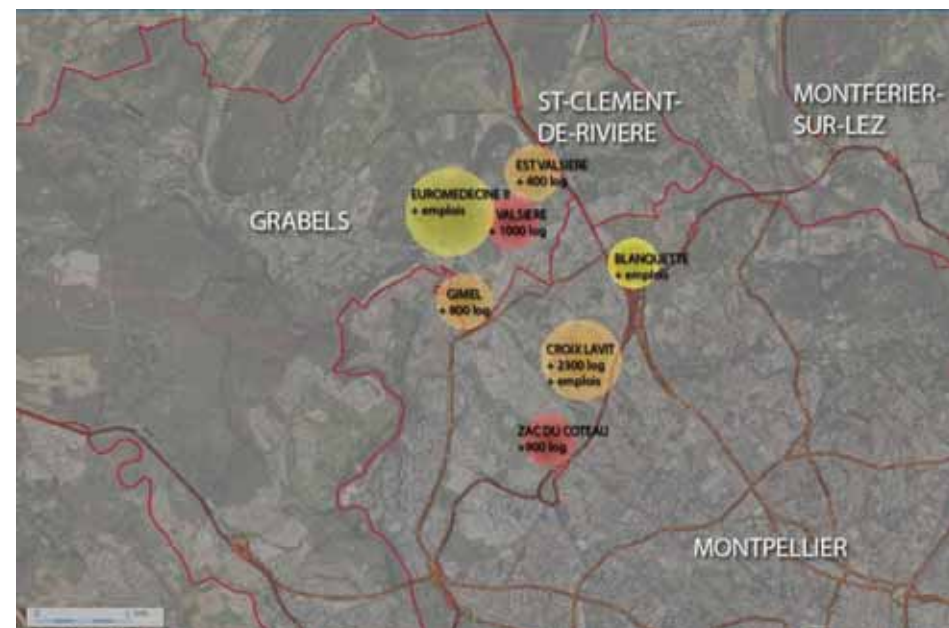 ST-CLEMENT-
DE-RIVIERE
MONTFERIER-
SUR-LEZ
EST VALSIERE
+ 400 log
EUROMEDECINE II
+ emplois
VALSIERE
+ 1000 log
GRABELS
BLANQUETTE
+ emplois
GIMEL
+ 800 log
CROIX LAVIT
+ 2300 log
+ emplois
ZAC DU COTEAU
+900 log
MONTPELLIER